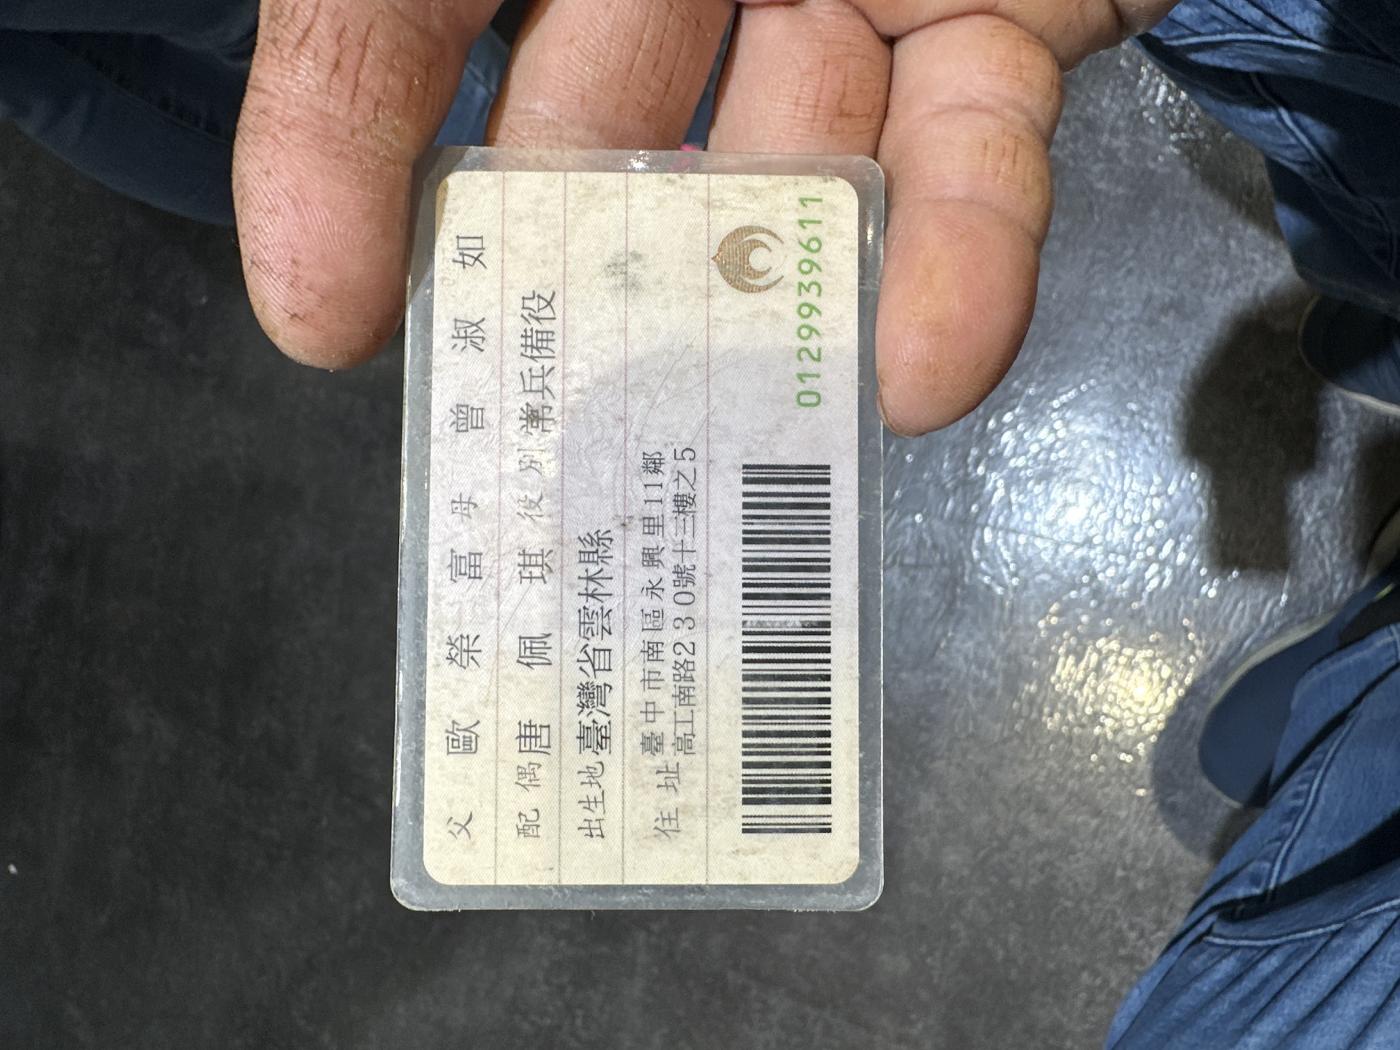 父 歐榮富 母 曾淑如
配偶 唐佩琪 役別 常兵備役
出生地 臺灣省雲林縣
住址 臺中市南區永興里11鄰
高工南路230號十三樓之5
0129939611